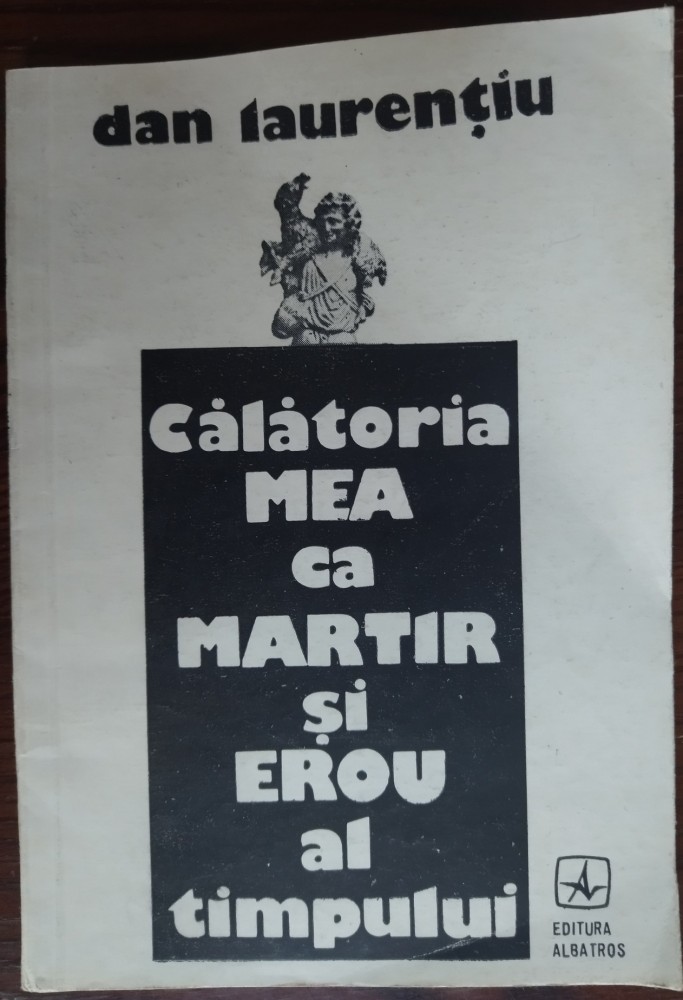 dan laurențiu
Călătoria
MEA
ca
MARTIR
și
EROU
al
timpului
EDITURA
ALBATROS